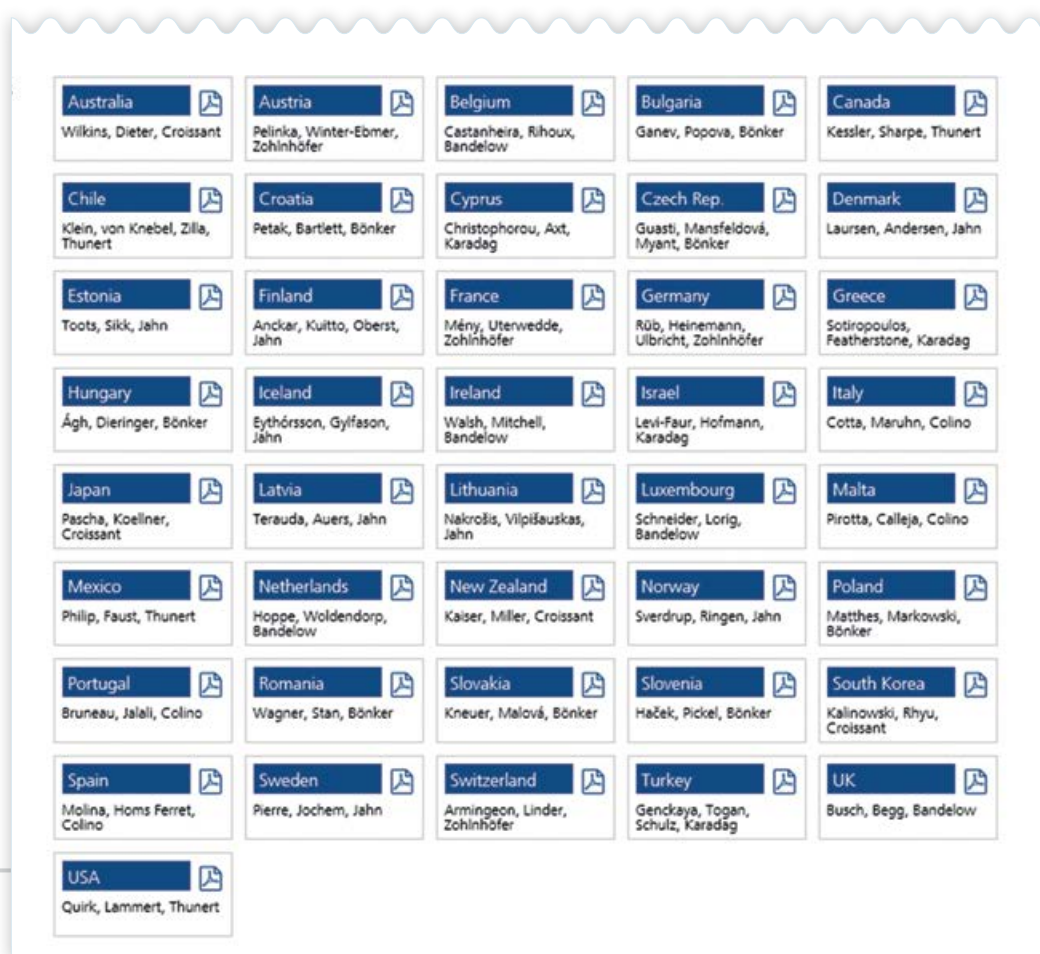 Australia
Wilkins, Dieter, Croissant
Austria
Pelinka, Winter-Ebmer,
Zohlnhöfer
Belgium
Castanheira, Rihoux,
Bandelow
Bulgaria
Ganev, Popova, Bönker
Canada
Kessler, Sharpe, Thunert
Chile
Klein, von Knebel, Zilla,
Thunert
Croatia
Petak, Bartlett, Bönker
Cyprus
Christophorou, Axt,
Karadag
Czech Rep.
Guasti, Mansfeldová,
Myant, Bönker
Denmark
Laursen, Andersen, Jahn
Estonia
Toots, Sikk, Jahn
Finland
Anckar, Kuitto, Oberst,
Jahn
France
Mény, Uterwedde,
Zohlnhöfer
Germany
Rüb, Heinemann,
Ulbricht, Zohlnhöfer
Greece
Sotiropoulos,
Featherstone, Karadag
Hungary
Ágh, Dieringer, Bönker
Iceland
Eythórsson, Gylfason,
Jahn
Ireland
Walsh, Mitchell,
Bandelow
Israel
Levi-Faur, Hofmann,
Karadag
Italy
Cotta, Maruhn, Colino
Japan
Pascha, Koellner,
Croissant
Latvia
Terauda, Auers, Jahn
Lithuania
Nakrošis, Vilpišauskas,
Jahn
Luxembourg
Schneider, Lorig,
Bandelow
Malta
Pirotta, Calleja, Colino
Mexico
Philip, Faust, Thunert
Netherlands
Hoppe, Woldendorp,
Bandelow
New Zealand
Kaiser, Miller, Croissant
Norway
Sverdrup, Ringen, Jahn
Poland
Matthes, Markowski,
Bönker
Portugal
Bruneau, Jalali, Colino
Romania
Wagner, Stan, Bönker
Slovakia
Kneuer, Malová, Bönker
Slovenia
Haček, Pickel, Bönker
South Korea
Kalinowski, Rhyu,
Croissant
Spain
Molina, Homs Ferret,
Colino
Sweden
Pierre, Jochem, Jahn
Switzerland
Armingeon, Linder,
Zohlnhöfer
Turkey
Genckaya, Togan,
Schulz, Karadag
UK
Busch, Begg, Bandelow
USA
Quirk, Lammert, Thunert